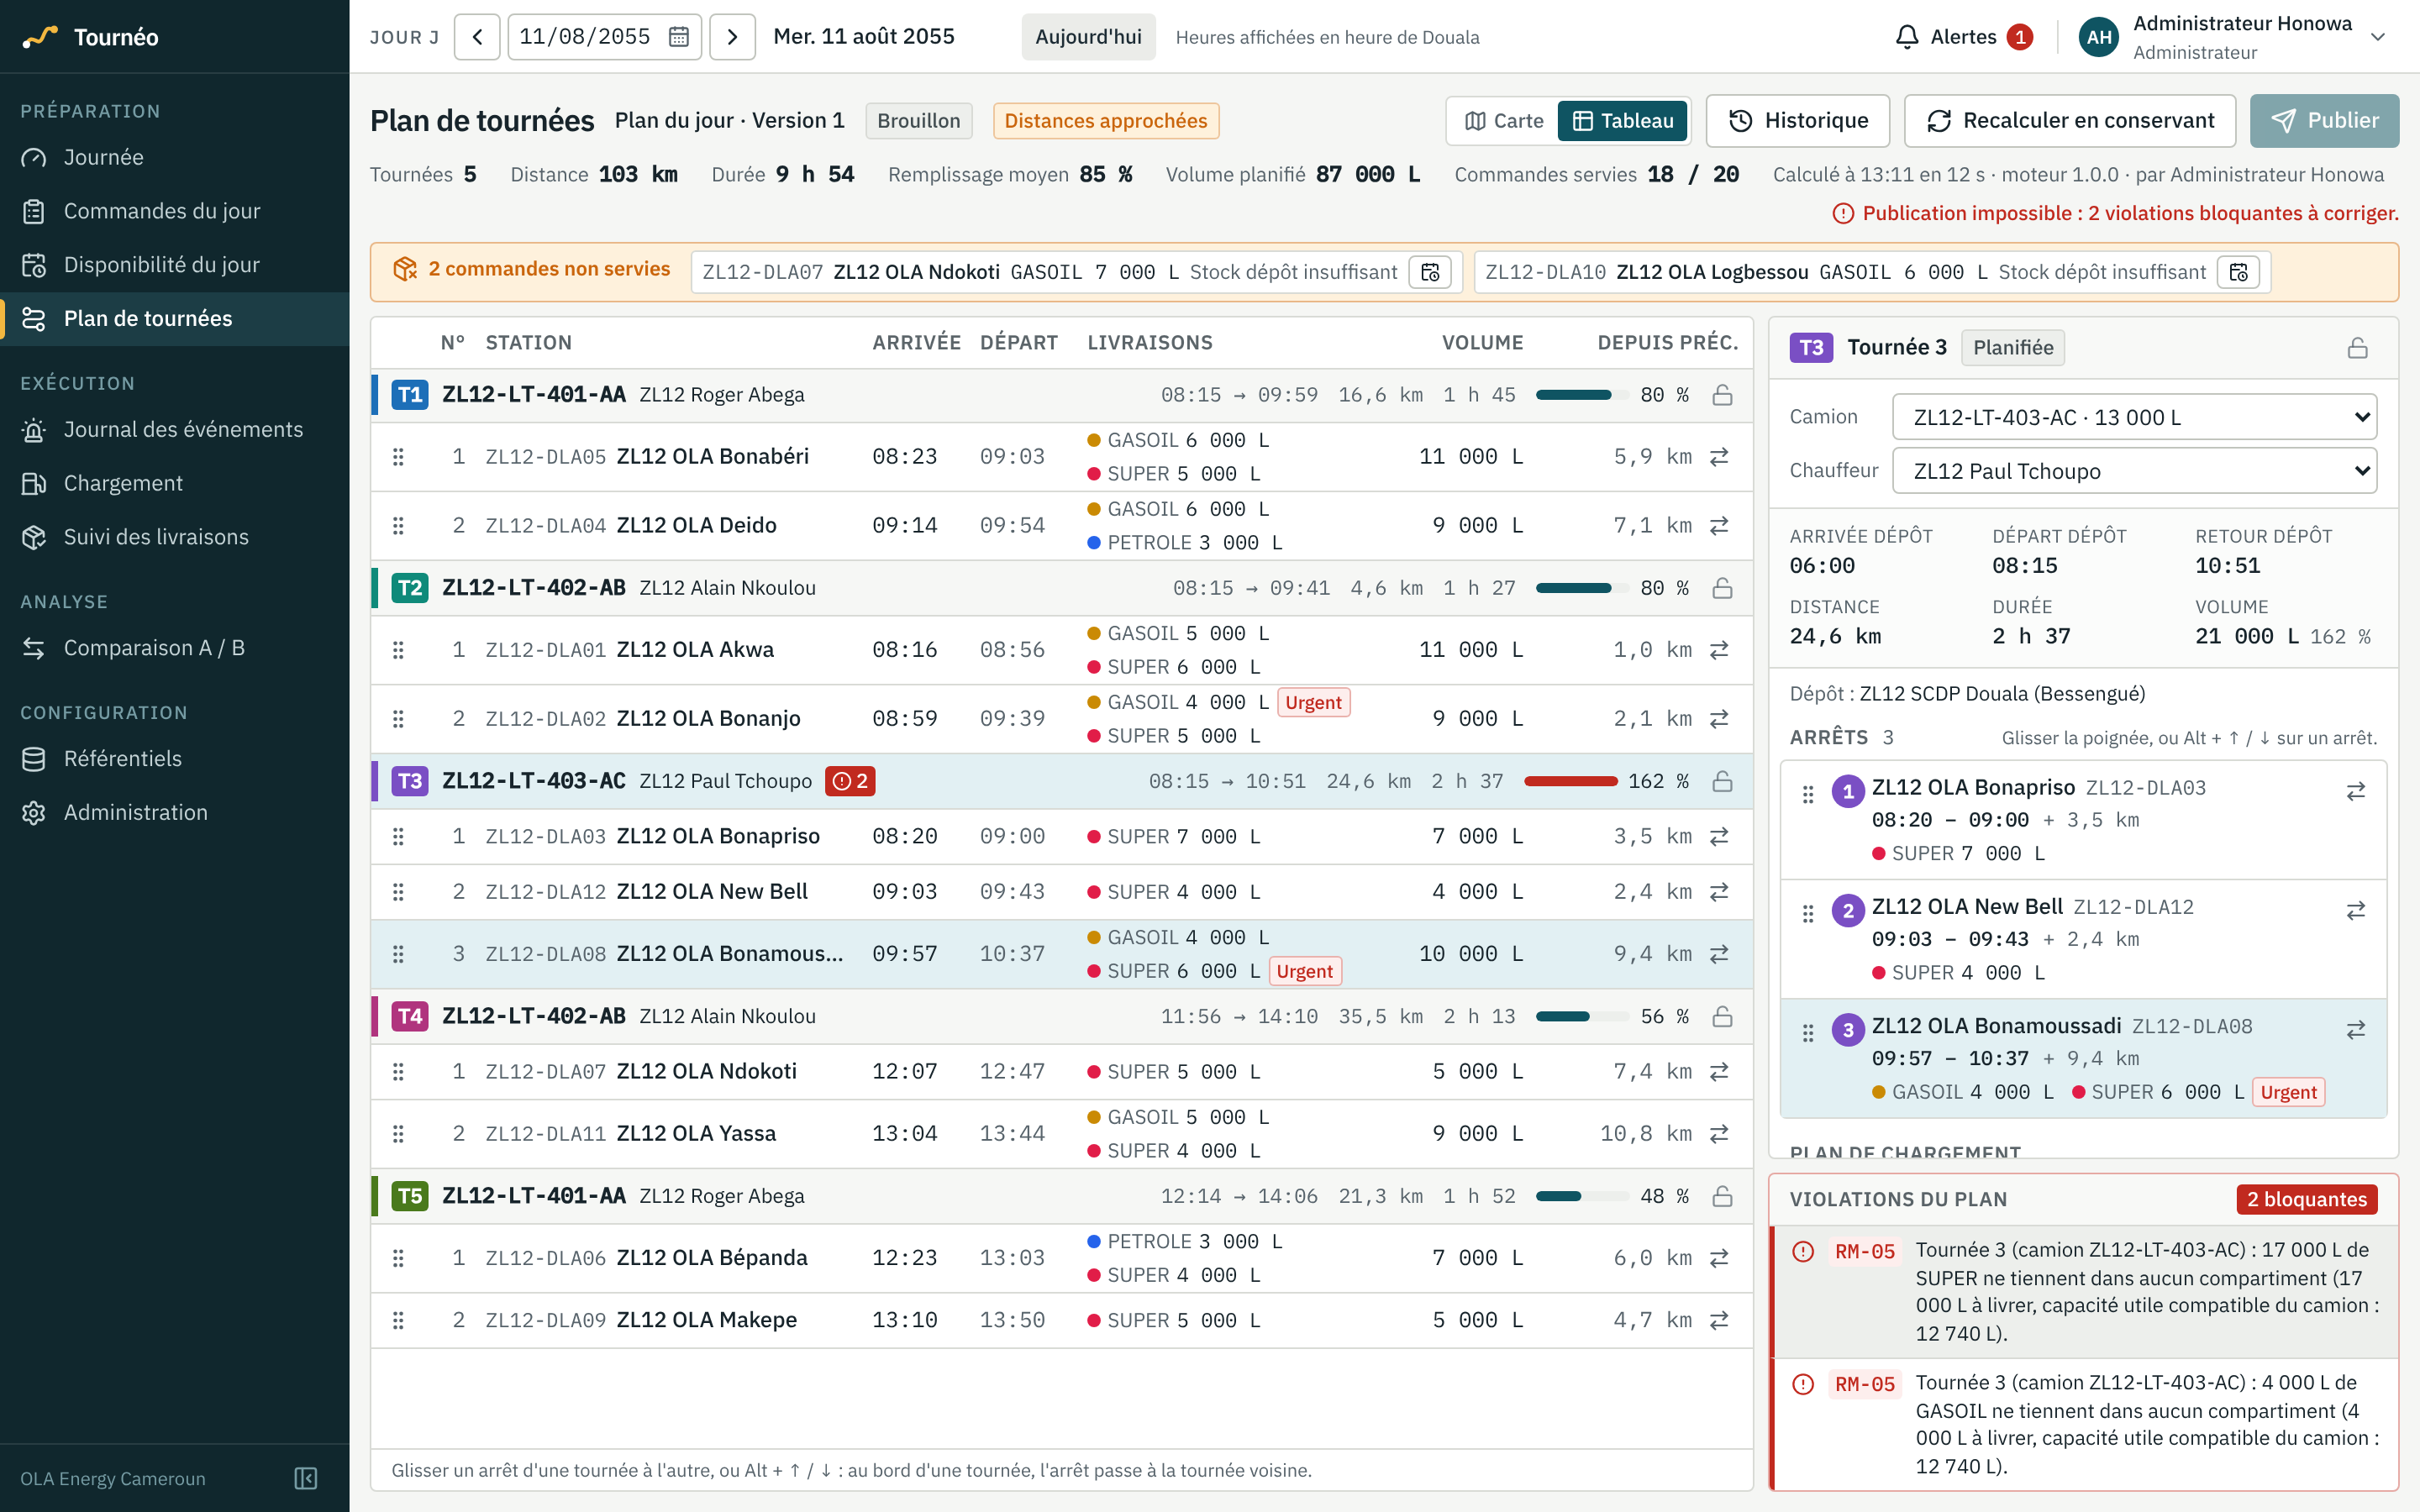 Tournéo
PRÉPARATION
Journée
Commandes du jour
Disponibilité du jour
Plan de tournées
EXÉCUTION
Journal des événements
Chargement
Suivi des livraisons
ANALYSE
Comparaison A / B
CONFIGURATION
Référentiels
Administration
OLA Energy Cameroun
JOUR J 11/08/2055 Mer. 11 août 2055 Aujourd'hui Heures affichées en heure de Douala
Alertes 1 AH Administrateur Honowa
Administrateur
Plan de tournées Plan du jour · Version 1 Brouillon Distances approchées
Carte Tableau Historique Recalculer en conservant Publier
Tournées 5 Distance 103 km Durée 9 h 54 Remplissage moyen 85 % Volume planifié 87 000 L Commandes servies 18 / 20 Calculé à 13:11 en 12 s · moteur 1.0.0 · par Administrateur Honowa
Publication impossible : 2 violations bloquantes à corriger.
2 commandes non servies ZL12-DLA07 ZL12 OLA Ndokoti GASOIL 7 000 L Stock dépôt insuffisant ZL12-DLA10 ZL12 OLA Logbessou GASOIL 6 000 L Stock dépôt insuffisant
N° STATION ARRIVÉE DÉPART LIVRAISONS VOLUME DEPUIS PRÉC.
T1 ZL12-LT-401-AA ZL12 Roger Abega 08:15 → 09:59 16,6 km 1 h 45 80 %
1 ZL12-DLA05 ZL12 OLA Bonabéri 08:23 09:03 GASOIL 6 000 L 11 000 L 5,9 km
SUPER 5 000 L
2 ZL12-DLA04 ZL12 OLA Deido 09:14 09:54 GASOIL 6 000 L 9 000 L 7,1 km
PETROLE 3 000 L
T2 ZL12-LT-402-AB ZL12 Alain Nkoulou 08:15 → 09:41 4,6 km 1 h 27 80 %
1 ZL12-DLA01 ZL12 OLA Akwa 08:16 08:56 GASOIL 5 000 L 11 000 L 1,0 km
SUPER 6 000 L
2 ZL12-DLA02 ZL12 OLA Bonanjo 08:59 09:39 GASOIL 4 000 L Urgent 9 000 L 2,1 km
SUPER 5 000 L
T3 ZL12-LT-403-AC ZL12 Paul Tchoupo 2 08:15 → 10:51 24,6 km 2 h 37 162 %
1 ZL12-DLA03 ZL12 OLA Bonapriso 08:20 09:00 SUPER 7 000 L 7 000 L 3,5 km
2 ZL12-DLA12 ZL12 OLA New Bell 09:03 09:43 SUPER 4 000 L 4 000 L 2,4 km
3 ZL12-DLA08 ZL12 OLA Bonamous... 09:57 10:37 GASOIL 4 000 L 10 000 L 9,4 km
SUPER 6 000 L Urgent
T4 ZL12-LT-402-AB ZL12 Alain Nkoulou 11:56 → 14:10 35,5 km 2 h 13 56 %
1 ZL12-DLA07 ZL12 OLA Ndokoti 12:07 12:47 SUPER 5 000 L 5 000 L 7,4 km
2 ZL12-DLA11 ZL12 OLA Yassa 13:04 13:44 GASOIL 5 000 L 9 000 L 10,8 km
SUPER 4 000 L
T5 ZL12-LT-401-AA ZL12 Roger Abega 12:14 → 14:06 21,3 km 1 h 52 48 %
1 ZL12-DLA06 ZL12 OLA Bépanda 12:23 13:03 PETROLE 3 000 L 7 000 L 6,0 km
SUPER 4 000 L
2 ZL12-DLA09 ZL12 OLA Makepe 13:10 13:50 SUPER 5 000 L 5 000 L 4,7 km
Glisser un arrêt d'une tournée à l'autre, ou Alt + ↑ / ↓ : au bord d'une tournée, l'arrêt passe à la tournée voisine.
T3 Tournée 3 Planifiée
Camion ZL12-LT-403-AC · 13 000 L
Chauffeur ZL12 Paul Tchoupo
ARRIVÉE DÉPÔT DÉPART DÉPÔT RETOUR DÉPÔT
06:00 08:15 10:51
DISTANCE DURÉE VOLUME
24,6 km 2 h 37 21 000 L 162 %
Dépôt : ZL12 SCDP Douala (Bessengué)
ARRÊTS 3 Glisser la poignée, ou Alt + ↑ / ↓ sur un arrêt.
1 ZL12 OLA Bonapriso ZL12-DLA03
08:20 – 09:00 + 3,5 km
SUPER 7 000 L
2 ZL12 OLA New Bell ZL12-DLA12
09:03 – 09:43 + 2,4 km
SUPER 4 000 L
3 ZL12 OLA Bonamoussadi ZL12-DLA08
09:57 – 10:37 + 9,4 km
GASOIL 4 000 L SUPER 6 000 L Urgent
PLAN DE CHARGEMENT
VIOLATIONS DU PLAN 2 bloquantes
RM-05 Tournée 3 (camion ZL12-LT-403-AC) : 17 000 L de
SUPER ne tiennent dans aucun compartiment (17
000 L à livrer, capacité utile compatible du camion :
12 740 L).
RM-05 Tournée 3 (camion ZL12-LT-403-AC) : 4 000 L de
GASOIL ne tiennent dans aucun compartiment (4
000 L à livrer, capacité utile compatible du camion :
12 740 L).